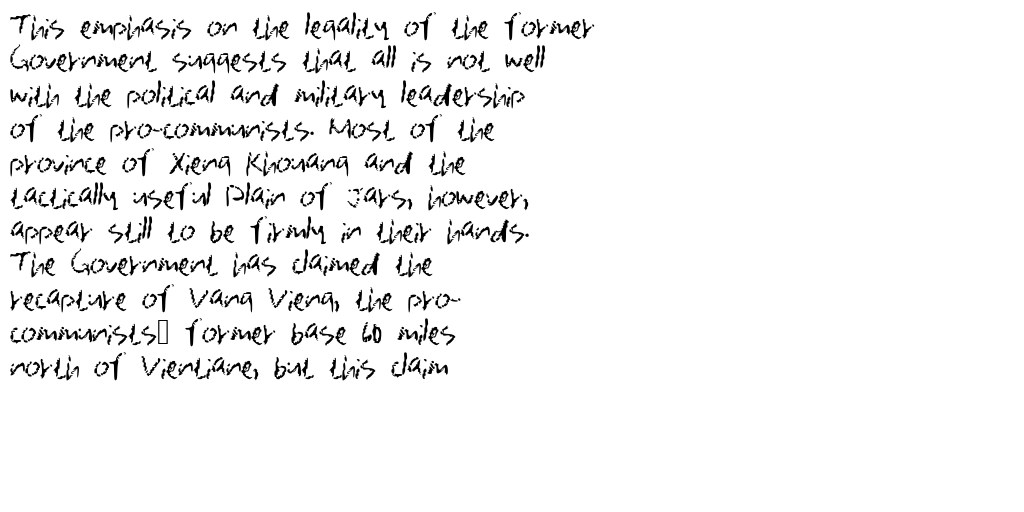 This emphasis on the legality of the former
Government suggests that all is not well
with the political and military leadership
of the pro-communists. Most of the
province of Xieng Khouang and the
tactically useful Plain of Jars, however,
appear still to be firmly in their hands.
The Government has claimed the
recapture of Vang Vieng, the pro-
communists□ former base 60 miles
north of Vientiane, but this claim